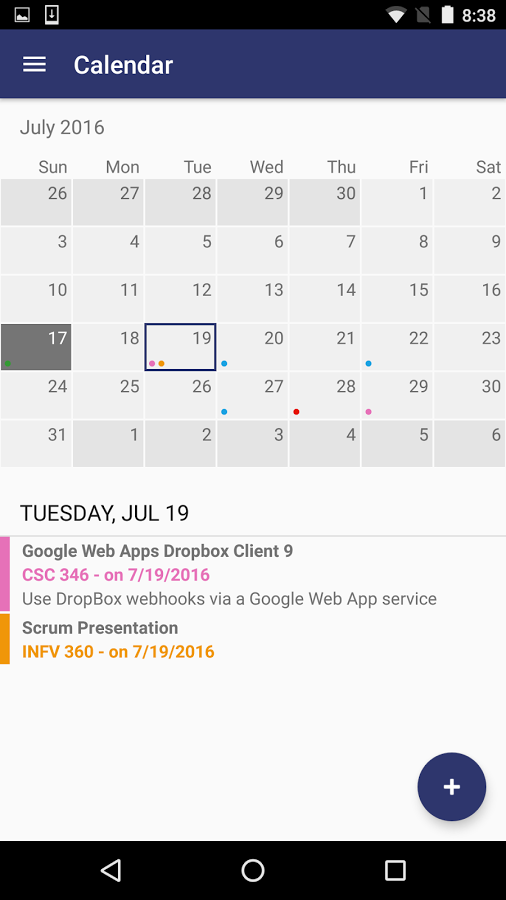 8:38
Calendar
July 2016
Sun Mon Tue Wed Thu Fri Sat
26 27 28 29 30 1 2
3 4 5 6 7 8 9
10 11 12 13 14 15 16
17 18 19 20 21 22 23
24 25 26 27 28 29 30
31 1 2 3 4 5 6
TUESDAY, JUL 19
Google Web Apps Dropbox Client 9
CSC 346 - on 7/19/2016
Use DropBox webhooks via a Google Web App service
Scrum Presentation
INFV 360 - on 7/19/2016
+